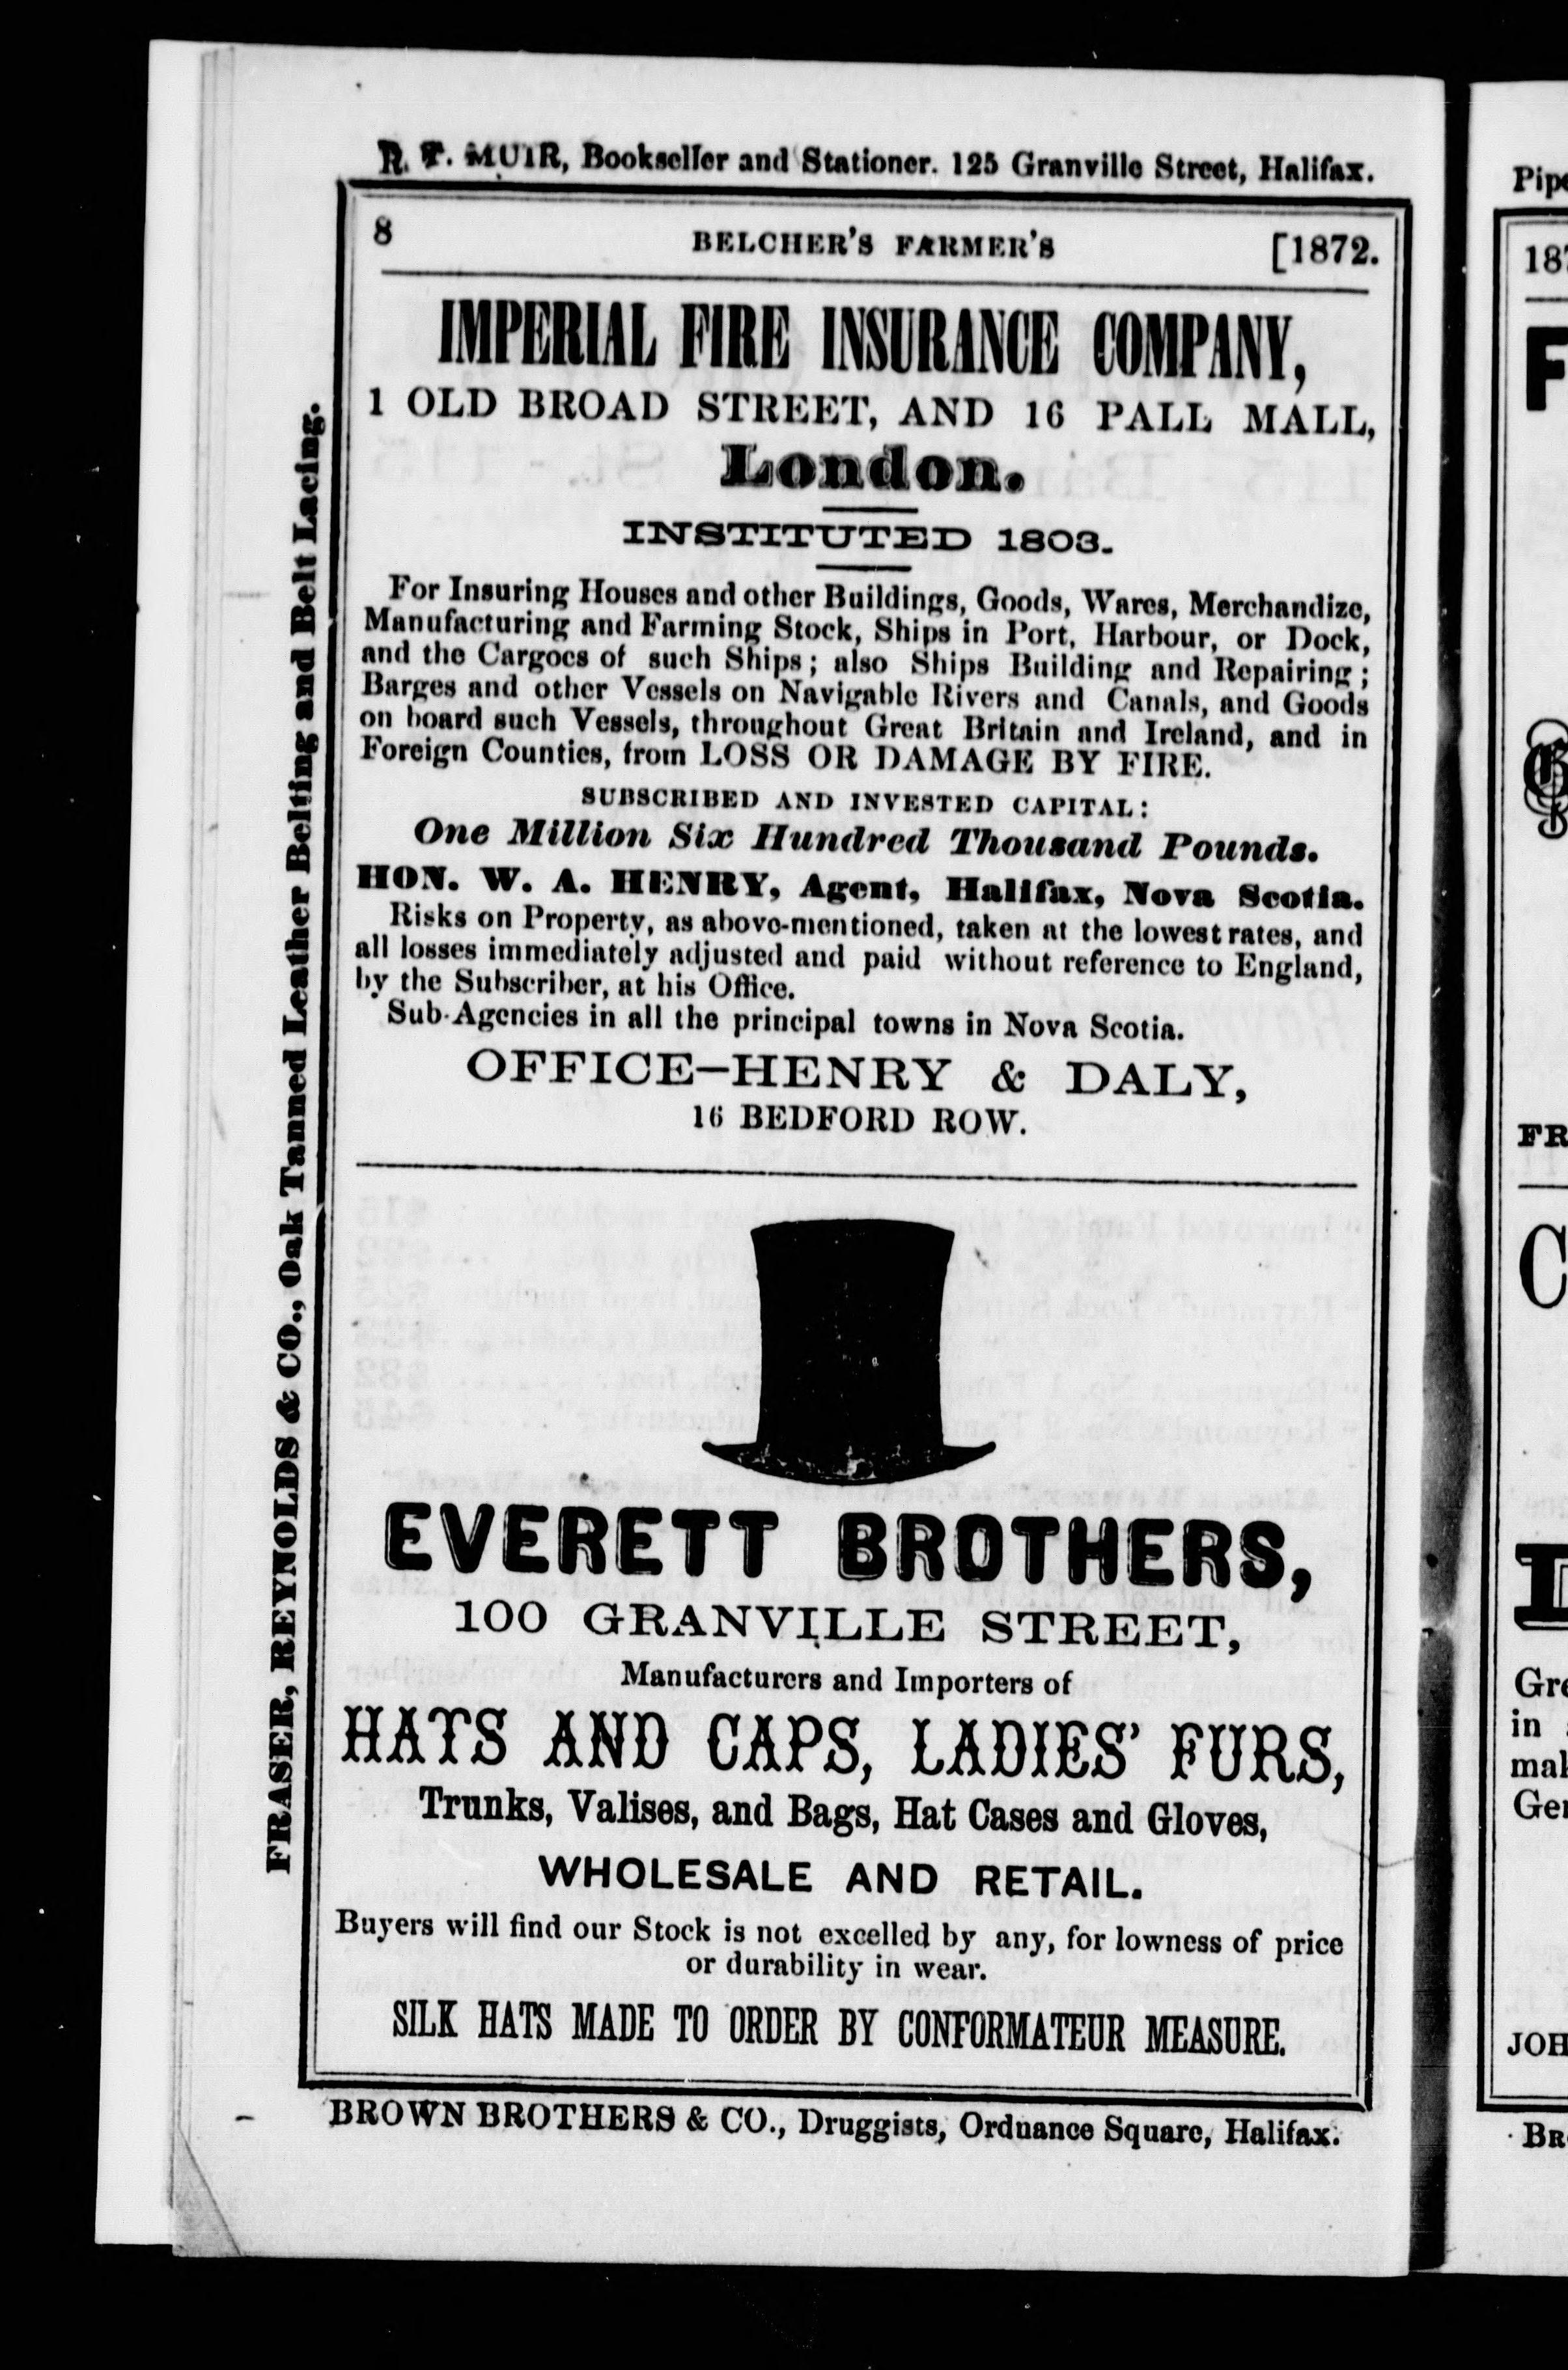 R. T. MUIR, Bookseller and Stationer. 125 Granville Street, Halifax.
8 BELCHER'S FARMER'S [1872.
IMPERIAL FIRE INSURANCE COMPANY,
1 OLD BROAD STREET, AND 16 PALL MALL,
London.
INSTITUTED 1803.
For Insuring Houses and other Buildings, Goods, Wares, Merchandize,
Manufacturing and Farming Stock, Ships in Port, Harbour, or Dock,
and the Cargoes of such Ships; also Ships Building and Repairing;
Barges and other Vessels on Navigable Rivers and Canals, and Goods
on board such Vessels, throughout Great Britain and Ireland, and in
Foreign Counties, from LOSS OR DAMAGE BY FIRE.
SUBSCRIBED AND INVESTED CAPITAL:
One Million Six Hundred Thousand Pounds.
HON. W. A. HENRY, Agent, Halifax, Nova Scotia.
Risks on Property, as above-mentioned, taken at the lowest rates, and
all losses immediately adjusted and paid without reference to England,
by the Subscriber, at his Office.
Sub-Agencies in all the principal towns in Nova Scotia.
OFFICE—HENRY & DALY,
16 BEDFORD ROW.
EVERETT BROTHERS,
100 GRANVILLE STREET,
Manufacturers and Importers of
HATS AND CAPS, LADIES' FURS,
Trunks, Valises, and Bags, Hat Cases and Gloves,
WHOLESALE AND RETAIL.
Buyers will find our Stock is not excelled by any, for lowness of price
or durability in wear.
SILK HATS MADE TO ORDER BY CONFORMATEUR MEASURE.
BROWN BROTHERS & CO., Druggists, Ordnance Square, Halifax.
FRASER, REYNOLDS & CO., Oak Tanned Leather Belting and Belt Lacing.